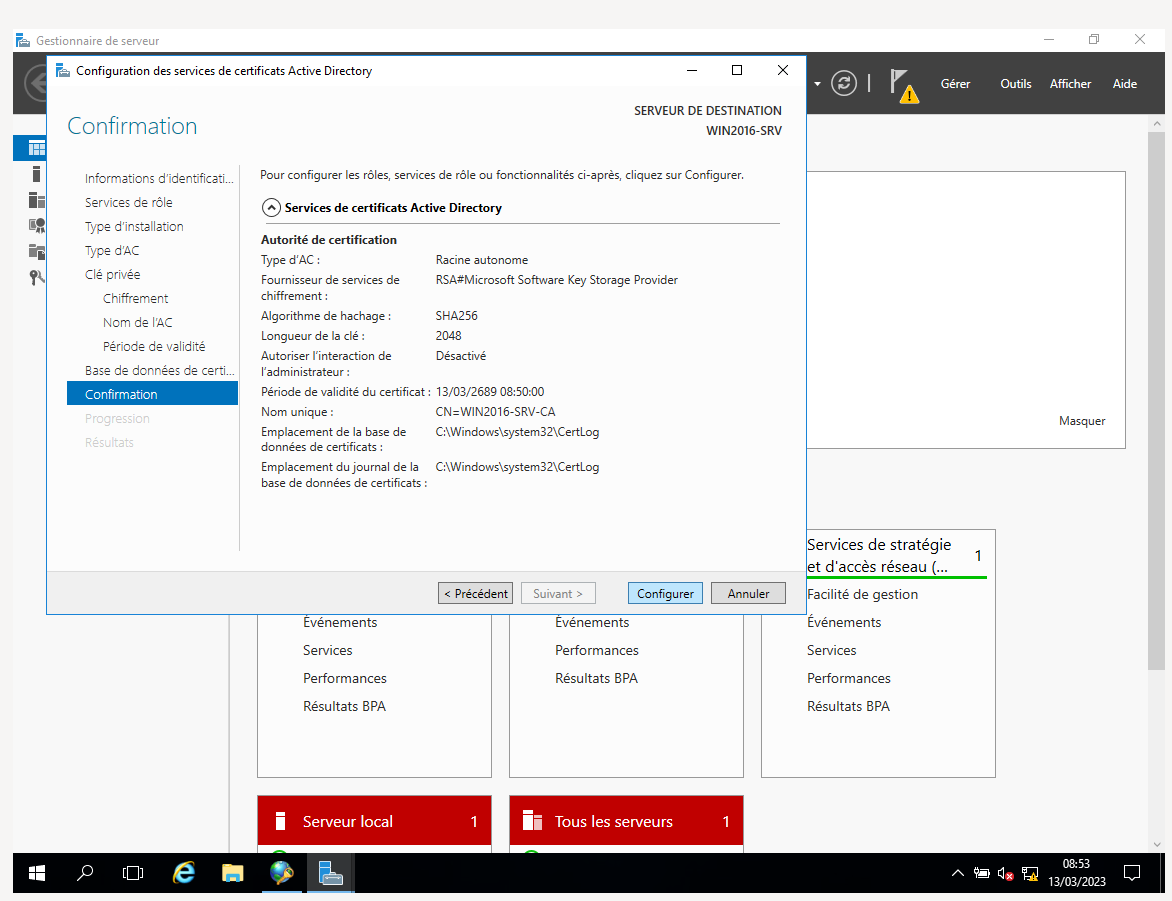 Gestionnaire de serveur
Configuration des services de certificats Active Directory
Gérer
Outils
Afficher
Aide
Confirmation
SERVEUR DE DESTINATION
WIN2016-SRV
Informations d'identificati...
Services de rôle
Type d'installation
Type d'AC
Clé privée
Chiffrement
Nom de l'AC
Période de validité
Base de données de certi...
Confirmation
Progression
Résultats
Pour configurer les rôles, services de rôle ou fonctionnalités ci-après, cliquez sur Configurer.
Services de certificats Active Directory
Autorité de certification
Type d'AC : Racine autonome
Fournisseur de services de RSA#Microsoft Software Key Storage Provider
chiffrement :
Algorithme de hachage : SHA256
Longueur de la clé : 2048
Autoriser l'interaction de Désactivé
l'administrateur :
Période de validité du certificat : 13/03/2689 08:50:00
Nom unique : CN=WIN2016-SRV-CA
Emplacement de la base de C:\Windows\system32\CertLog
données de certificats :
Emplacement du journal de la C:\Windows\system32\CertLog
base de données de certificats :
< Précédent
Suivant >
Configurer
Annuler
Masquer
Services de stratégie
et d'accès réseau (...
1
Facilité de gestion
Événements
Services
Performances
Résultats BPA
Événements
Services
Performances
Résultats BPA
Événements
Performances
Résultats BPA
Serveur local 1
Tous les serveurs 1
08:53
13/03/2023